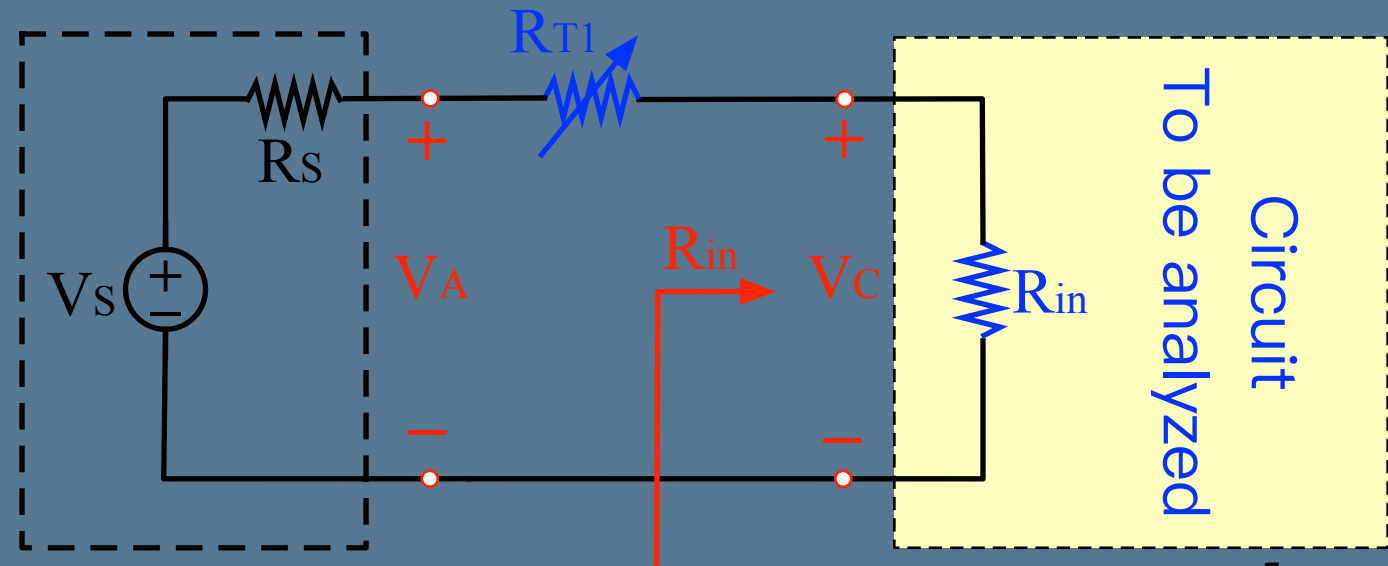 RT1
RS
+
+
VS
+
−
VA
Rin
VC
Rin
−
−
Circuit
To be analyzed